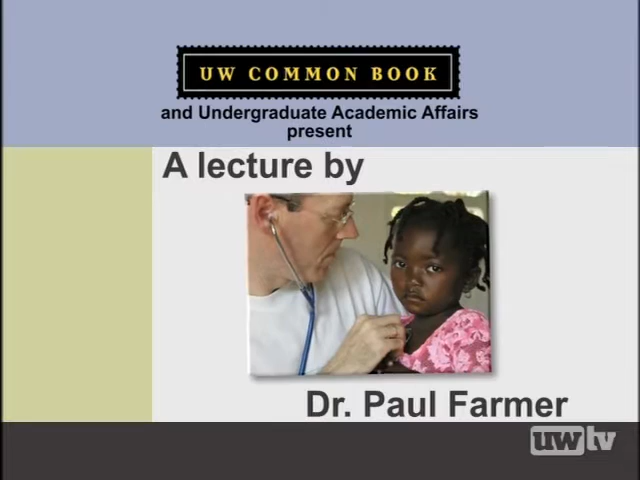 UW COMMON BOOK
and Undergraduate Academic Affairs
present
A lecture by
Dr. Paul Farmer
uwtv